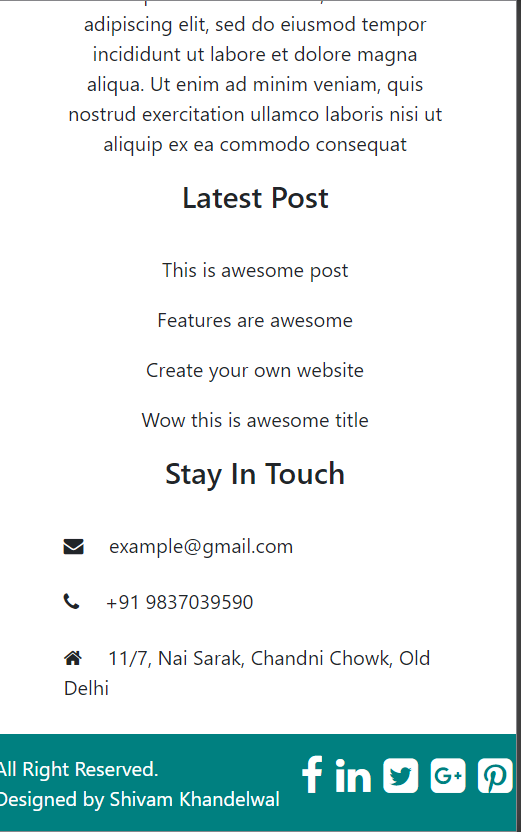 adipiscing elit, sed do eiusmod tempor
incididunt ut labore et dolore magna
aliqua. Ut enim ad minim veniam, quis
nostrud exercitation ullamco laboris nisi ut
aliquip ex ea commodo consequat
Latest Post
This is awesome post
Features are awesome
Create your own website
Wow this is awesome title
Stay In Touch
example@gmail.com
+91 9837039590
11/7, Nai Sarak, Chandni Chowk, Old
Delhi
All Right Reserved.
Designed by Shivam Khandelwal